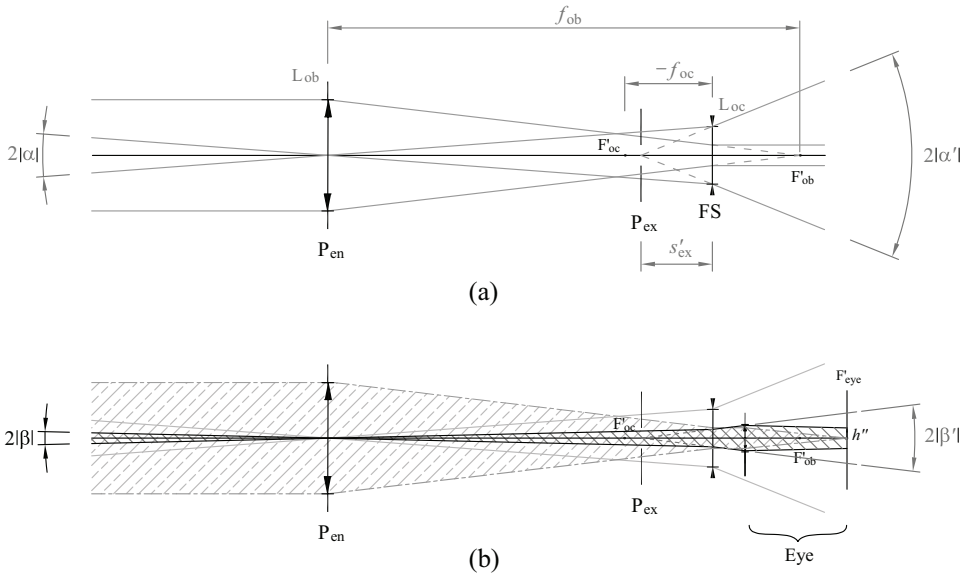 f_ob
L_ob
−f_oc
L_oc
2|α|
F'_oc
F'_ob
2|α'|
P_en
P_ex
FS
s'_ex
(a)
F'_eye
2|β|
F'_oc
h″
2|β'|
F'_ob
P_en
P_ex
Eye
(b)